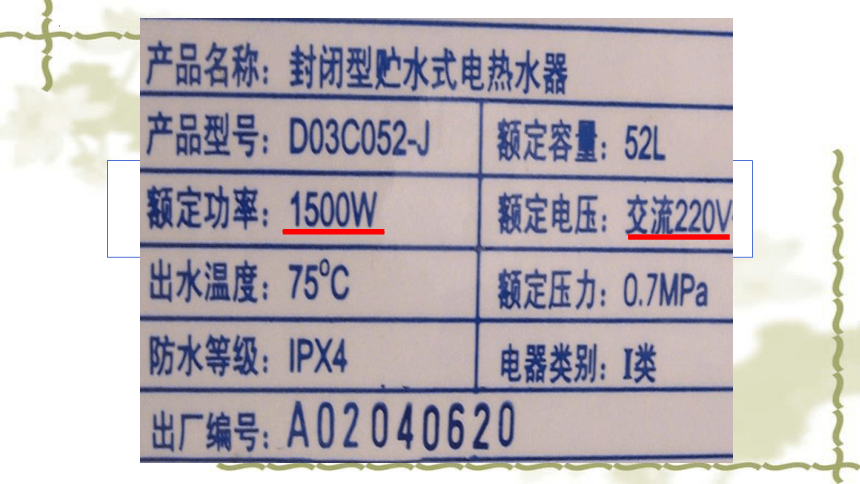 产品名称：封闭型贮水式电热水器
产品型号：D03C052-J 额定容量：52L
额定功率：1500W 额定电压：交流220V
出水温度：75°C 额定压力：0.7MPa
防水等级：IPX4 电器类别：I类
出厂编号：A02040620